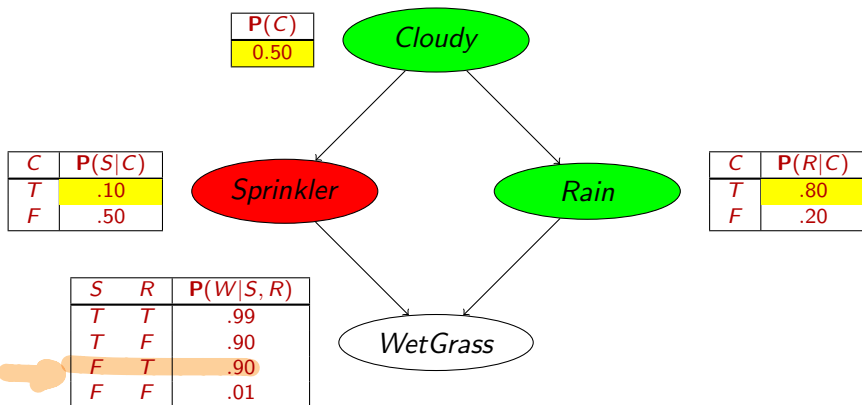 P(C)
0.50
Cloudy
C P(S|C)
T .10
F .50
Sprinkler
Rain
C P(R|C)
T .80
F .20
S R P(W|S, R)
T T .99
T F .90
F T .90
F F .01
WetGrass